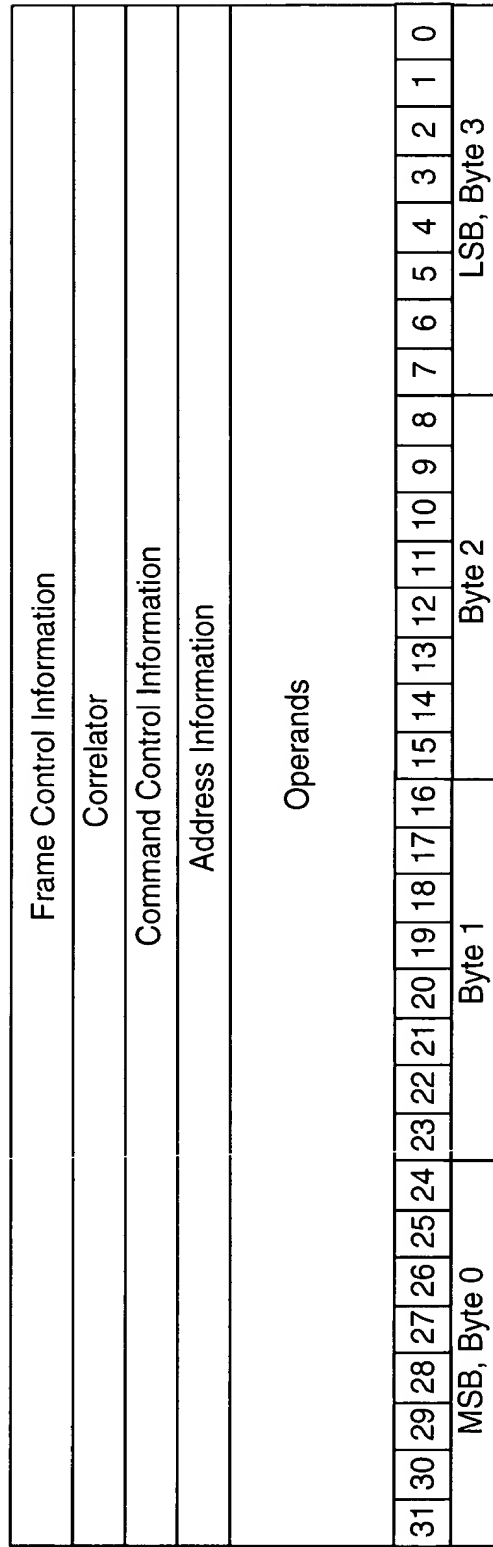 Frame Control Information
Correlator
Command Control Information
Address Information
Operands
31 30 29 28 27 26 25 24 23 22 21 20 19 18 17 16 15 14 13 12 11 10 9 8 7 6 5 4 3 2 1 0
MSB, Byte 0 Byte 1 Byte 2 LSB, Byte 3